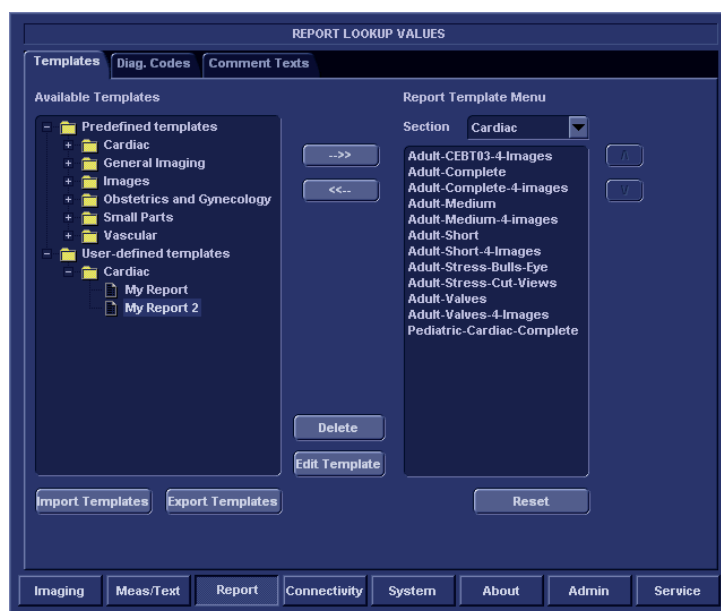 REPORT LOOKUP VALUES
Templates Diag. Codes Comment Texts
Available Templates
Predefined templates
Cardiac
General Imaging
Images
Obstetrics and Gynecology
Small Parts
Vascular
User-defined templates
Cardiac
My Report
My Report 2
-->>
<<--
Delete
Edit Template
Report Template Menu
Section Cardiac
Adult-CEBT03-4-Images
Adult-Complete
Adult-Complete-4-images
Adult-Medium
Adult-Medium-4-images
Adult-Short
Adult-Short-4-Images
Adult-Stress-Bulls-Eye
Adult-Stress-Cut-Views
Adult-Valves
Adult-Valves-4-Images
Pediatric-Cardiac-Complete
Λ
V
Import Templates Export Templates
Reset
Imaging Meas/Text Report Connectivity System About Admin Service